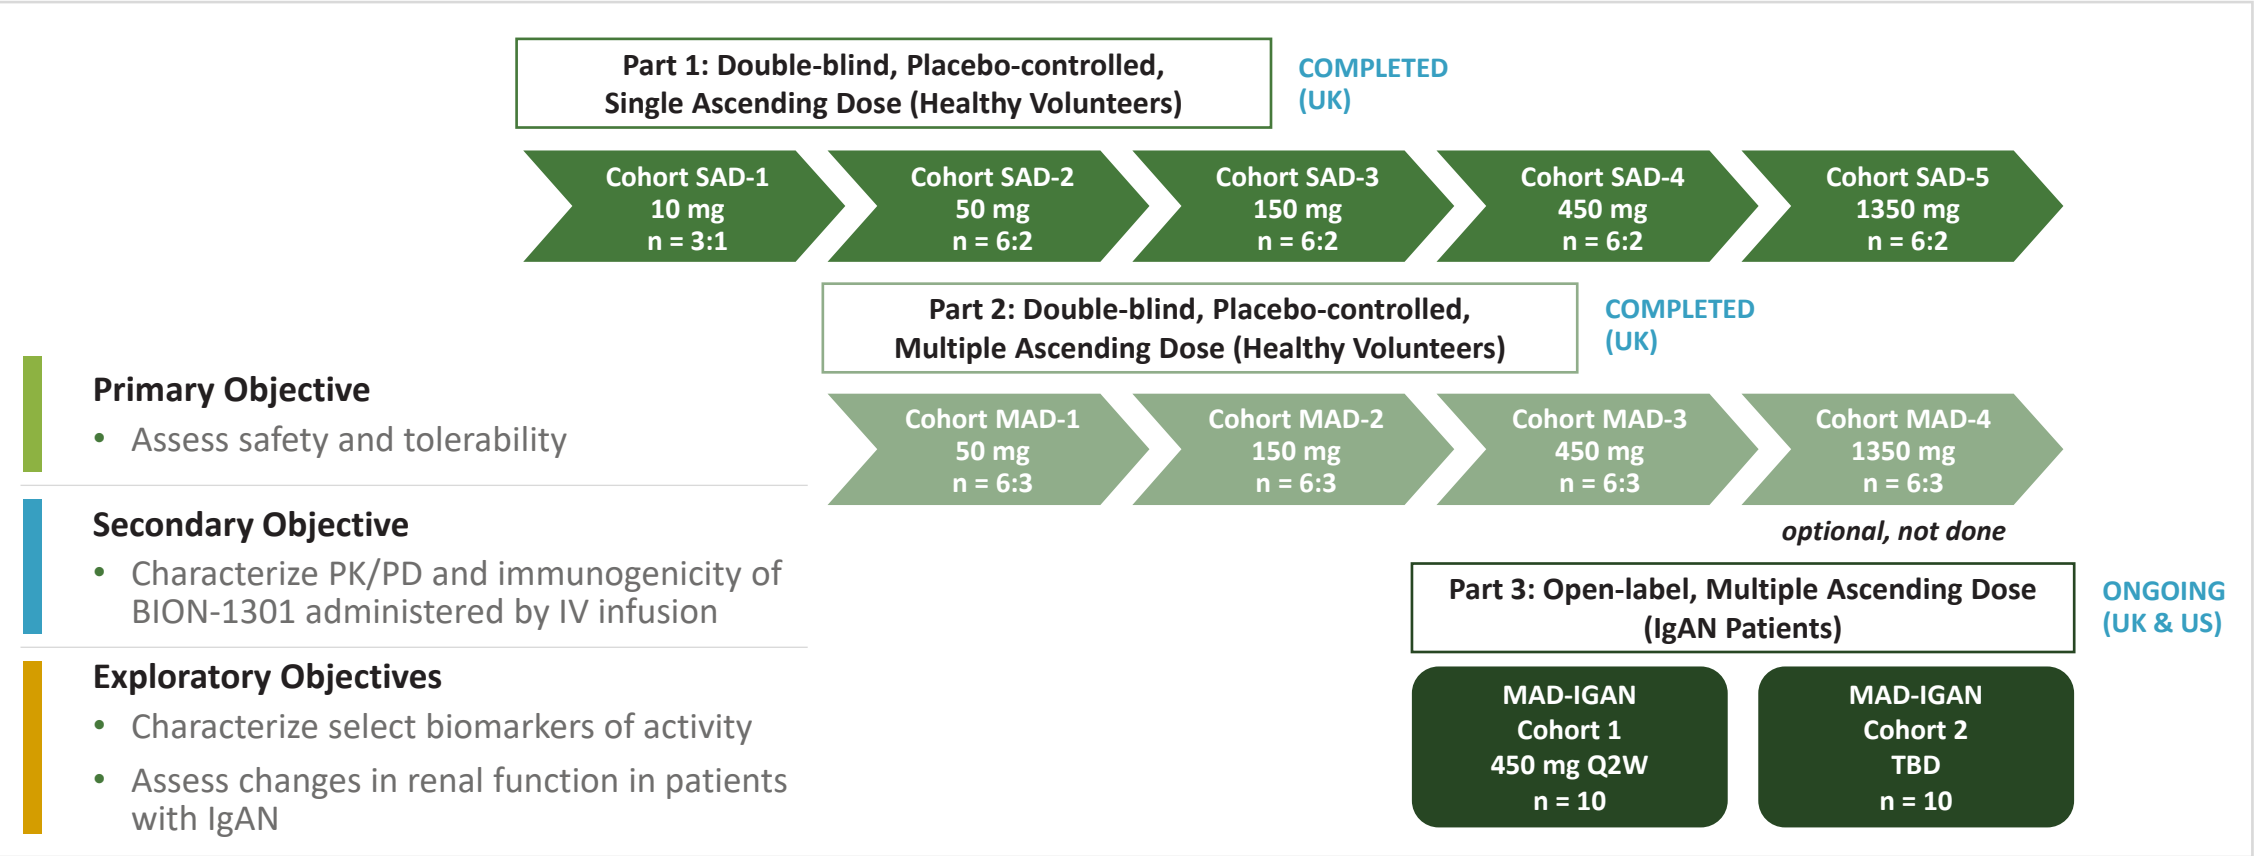 Part 1: Double-blind, Placebo-controlled,
Single Ascending Dose (Healthy Volunteers)
COMPLETED
(UK)
Cohort SAD-1
10 mg
n = 3:1
Cohort SAD-2
50 mg
n = 6:2
Cohort SAD-3
150 mg
n = 6:2
Cohort SAD-4
450 mg
n = 6:2
Cohort SAD-5
1350 mg
n = 6:2
Part 2: Double-blind, Placebo-controlled,
Multiple Ascending Dose (Healthy Volunteers)
COMPLETED
(UK)
Cohort MAD-1
50 mg
n = 6:3
Cohort MAD-2
150 mg
n = 6:3
Cohort MAD-3
450 mg
n = 6:3
Cohort MAD-4
1350 mg
n = 6:3
optional, not done
Part 3: Open-label, Multiple Ascending Dose
(IgAN Patients)
ONGOING
(UK & US)
MAD-IGAN
Cohort 1
450 mg Q2W
n = 10
MAD-IGAN
Cohort 2
TBD
n = 10
Primary Objective
• Assess safety and tolerability
Secondary Objective
• Characterize PK/PD and immunogenicity of
BION-1301 administered by IV infusion
Exploratory Objectives
• Characterize select biomarkers of activity
• Assess changes in renal function in patients
with IgAN